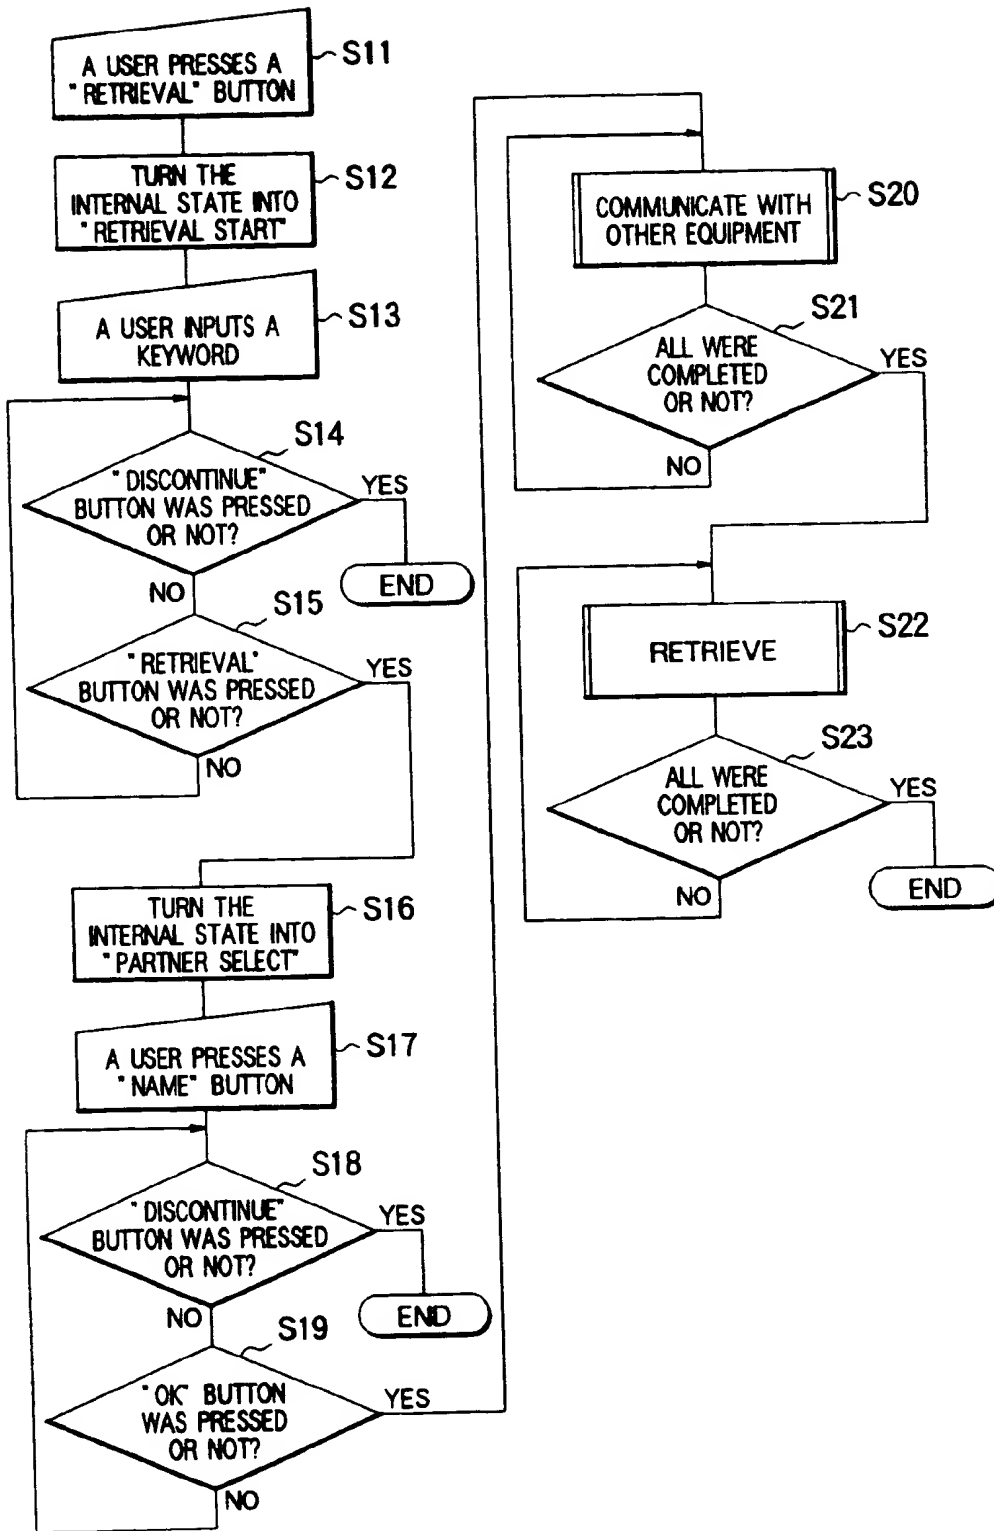 A USER PRESSES A
"RETRIEVAL" BUTTON
S11
TURN THE
INTERNAL STATE INTO
"RETRIEVAL START"
S12
A USER INPUTS A
KEYWORD
S13
S14
"DISCONTINUE"
BUTTON WAS PRESSED
OR NOT?
YES
END
NO
S15
"RETRIEVAL"
BUTTON WAS PRESSED
OR NOT?
YES
NO
TURN THE
INTERNAL STATE INTO
"PARTNER SELECT"
S16
A USER PRESSES A
"NAME" BUTTON
S17
S18
"DISCONTINUE"
BUTTON WAS PRESSED
OR NOT?
YES
END
NO
S19
"OK" BUTTON
WAS PRESSED
OR NOT?
YES
NO
COMMUNICATE WITH
OTHER EQUIPMENT
S20
S21
ALL WERE
COMPLETED
OR NOT?
YES
NO
RETRIEVE
S22
S23
ALL WERE
COMPLETED
OR NOT?
YES
NO
END